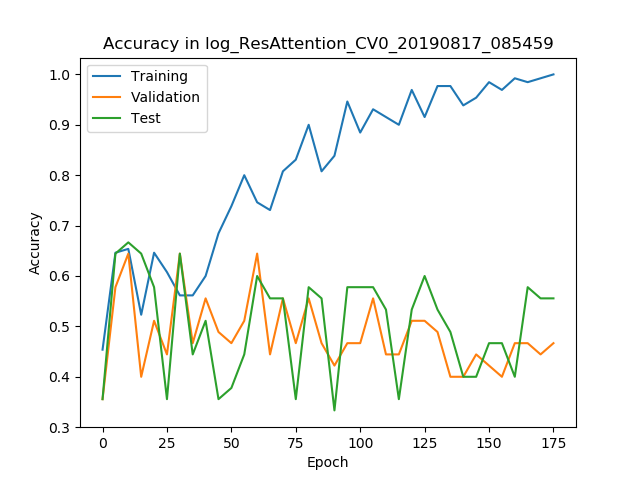 Accuracy in log_ResAttention_CV0_20190817_085459
Training
Validation
Test
1.0
0.9
0.8
0.7
0.6
0.5
0.4
0.3
Accuracy
0 25 50 75 100 125 150 175
Epoch